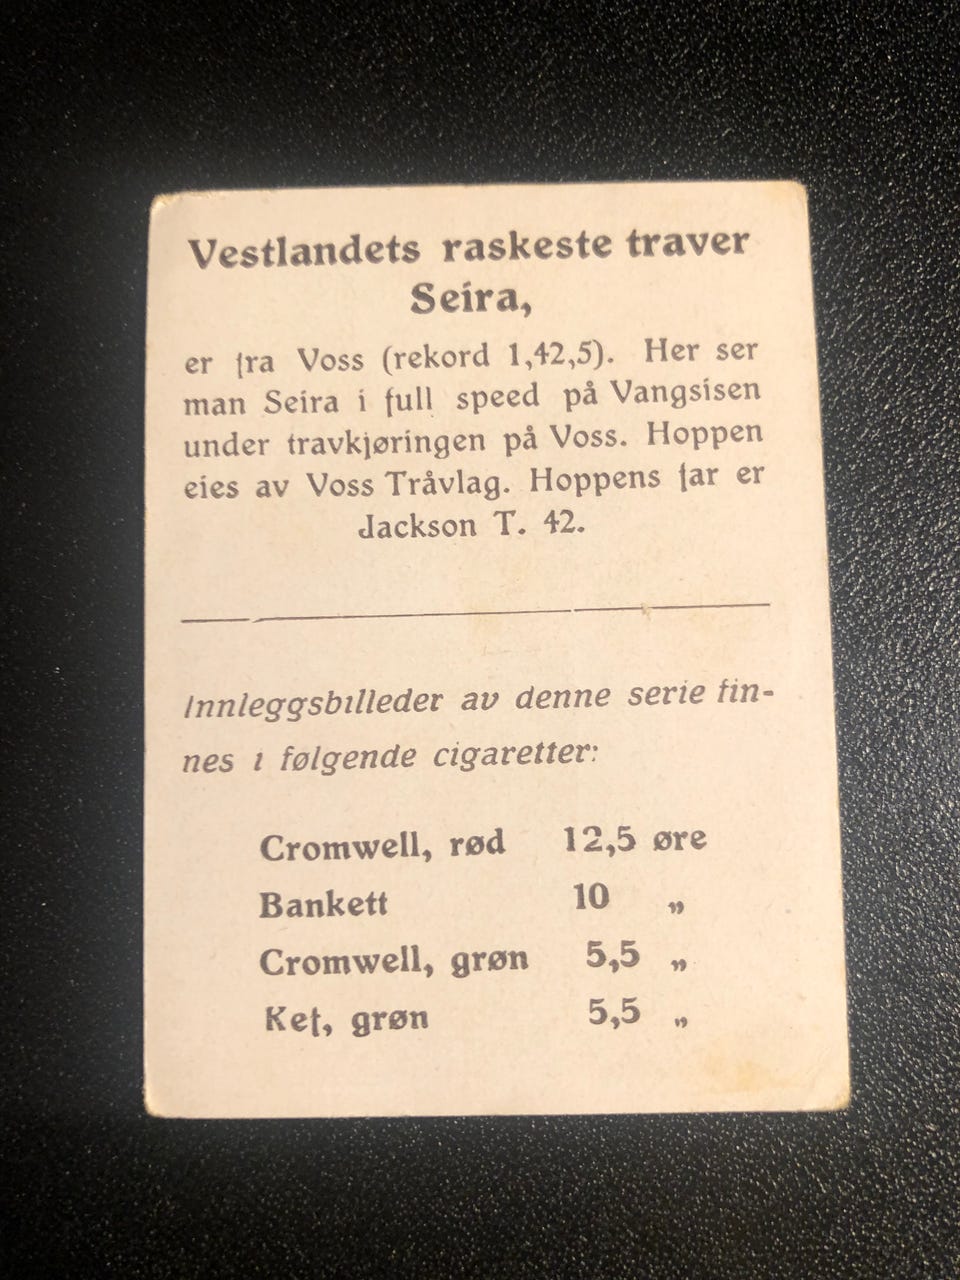 Vestlandets raskeste traver
Seira,
er fra Voss (rekord 1,42,5). Her ser
man Seira i full speed på Vangsisen
under travkjøringen på Voss. Hoppen
eies av Voss Tråvlag. Hoppens far er
Jackson T. 42.
Innleggsbilleder av denne serie fin-
nes i følgende cigaretter:
Cromwell, rød 12,5 øre
Bankett 10 „
Cromwell, grøn 5,5 „
Ket, grøn 5,5 „